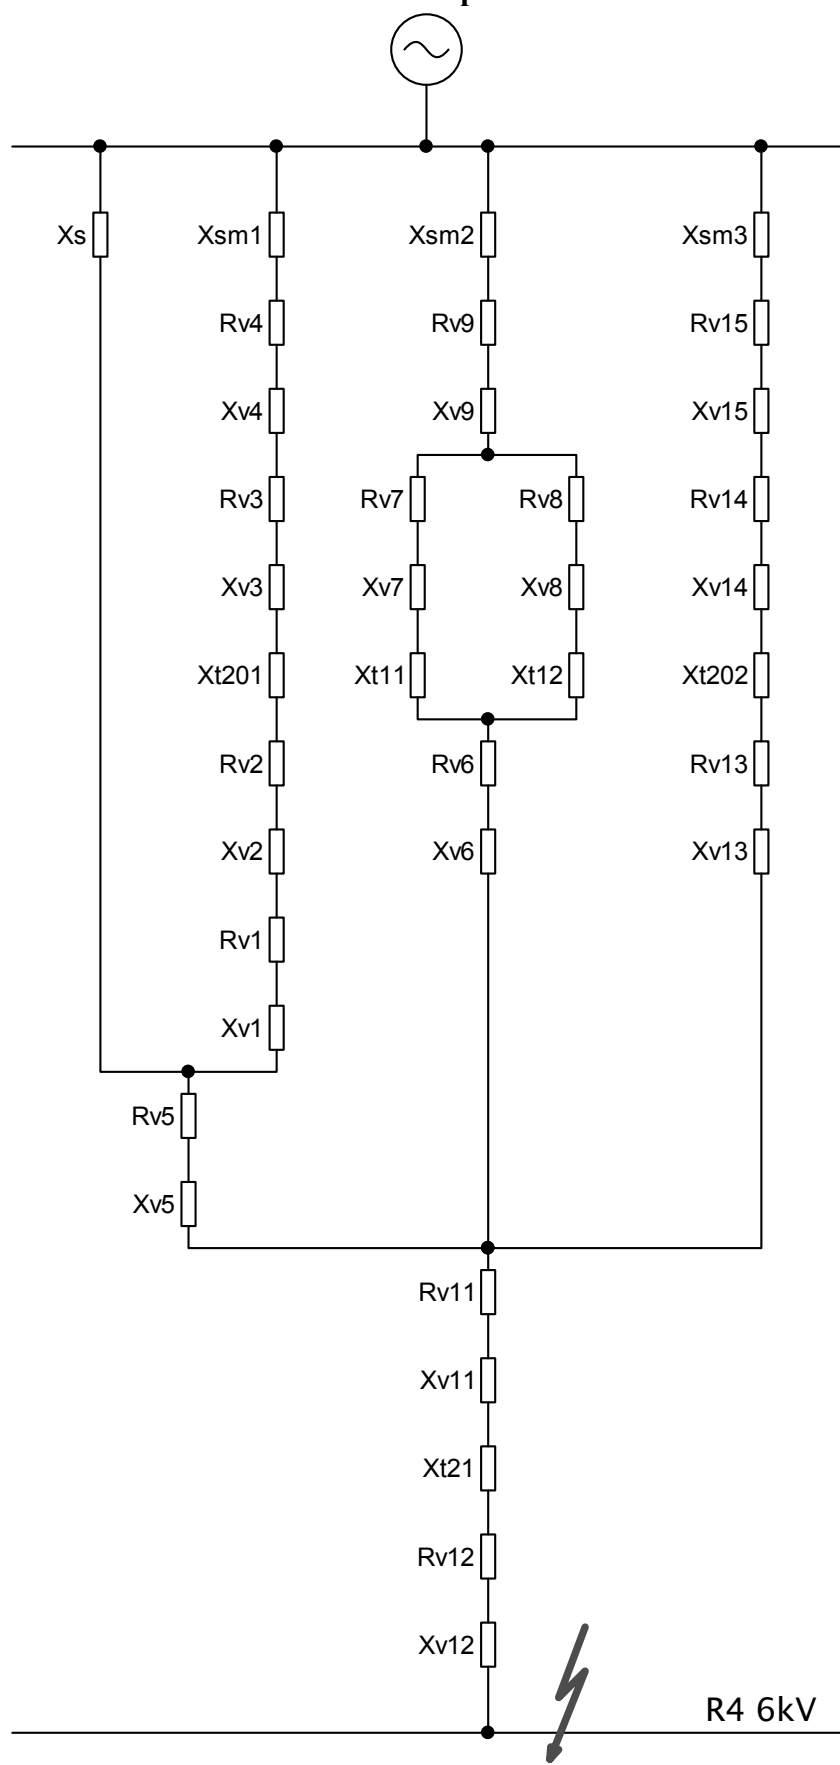 Xs Xsm1 Xsm2 Xsm3
Rv4 Rv9 Rv15
Xv4 Xv9 Xv15
Rv3 Rv7 Rv8 Rv14
Xv3 Xv7 Xv8 Xv14
Xt201 Xt11 Xt12 Xt202
Rv2 Rv6 Rv13
Xv2 Xv6 Xv13
Rv1
Xv1
Rv5
Xv5
Rv11
Xv11
Xt21
Rv12
Xv12
R4 6kV